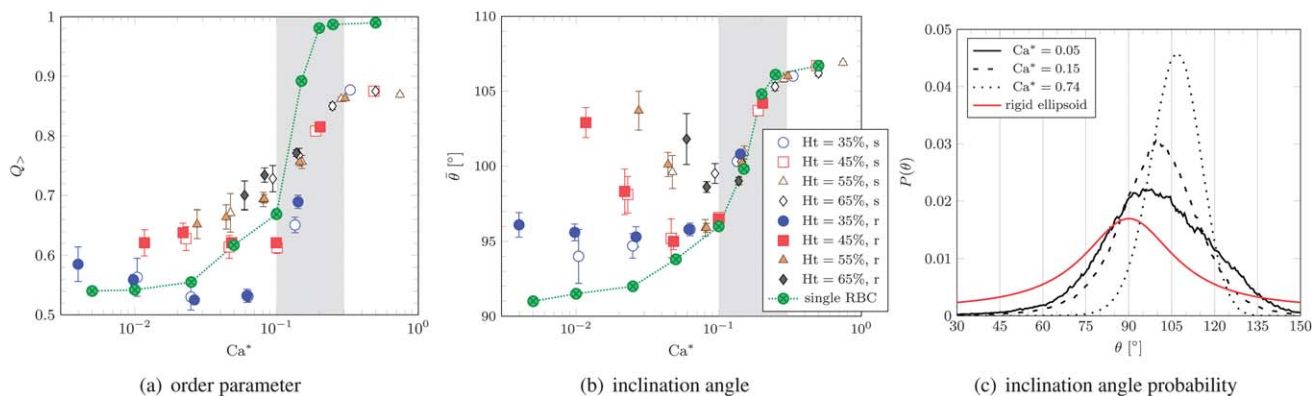 1
0.9
0.8
0.7
0.6
0.5
Q>
10⁻²
10⁻¹
10⁰
Ca*
(a) order parameter
110
105
100
95
90
θ̄ [°]
10⁻²
10⁻¹
10⁰
Ca*
Ht = 35%, s
Ht = 45%, s
Ht = 55%, s
Ht = 65%, s
Ht = 35%, r
Ht = 45%, r
Ht = 55%, r
Ht = 65%, r
single RBC
(b) inclination angle
0.05
0.04
0.03
0.02
0.01
0
P(θ)
Ca* = 0.05
Ca* = 0.15
Ca* = 0.74
rigid ellipsoid
30 45 60 75 90 105 120 135 150
θ [°]
(c) inclination angle probability